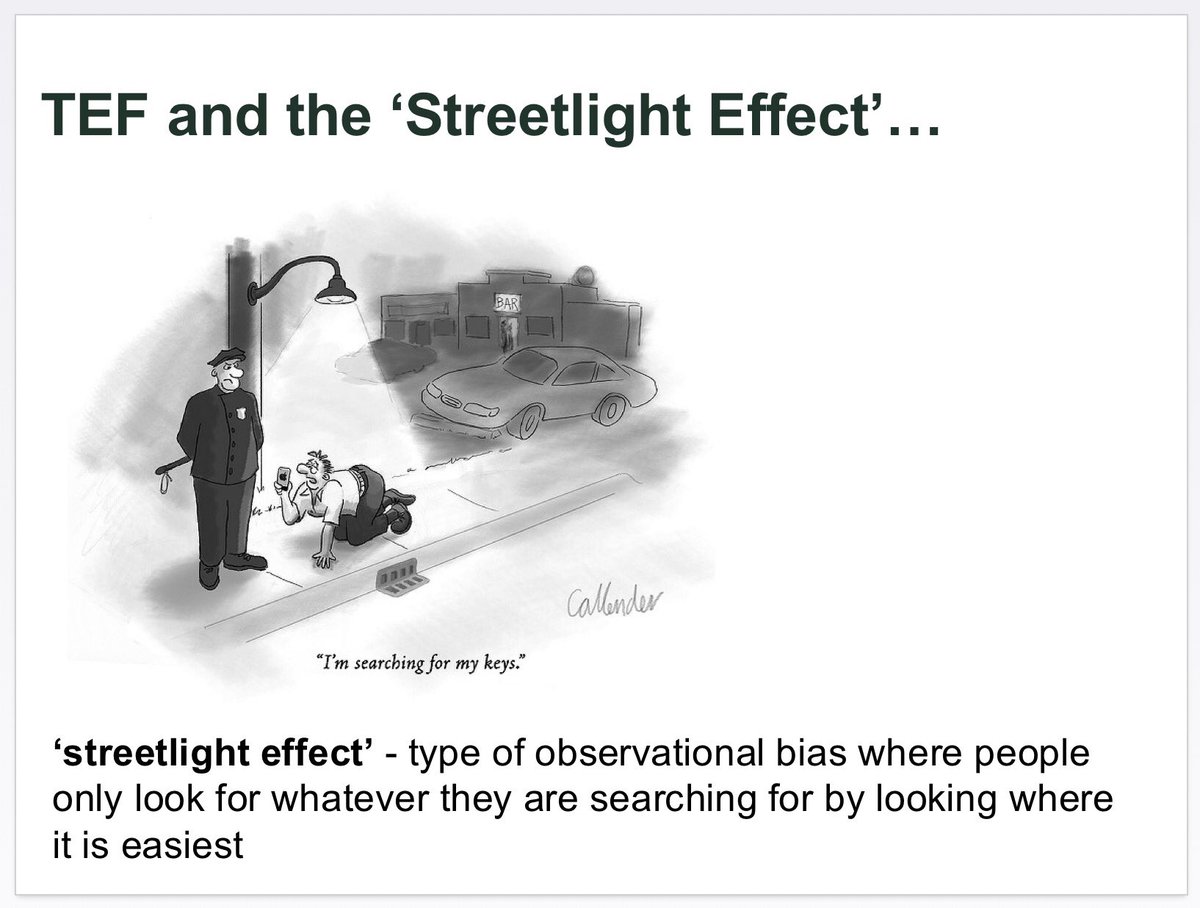 TEF and the ‘Streetlight Effect’…
BAR
Callender
“I’m searching for my keys.”
‘streetlight effect’ - type of observational bias where people
only look for whatever they are searching for by looking where
it is easiest